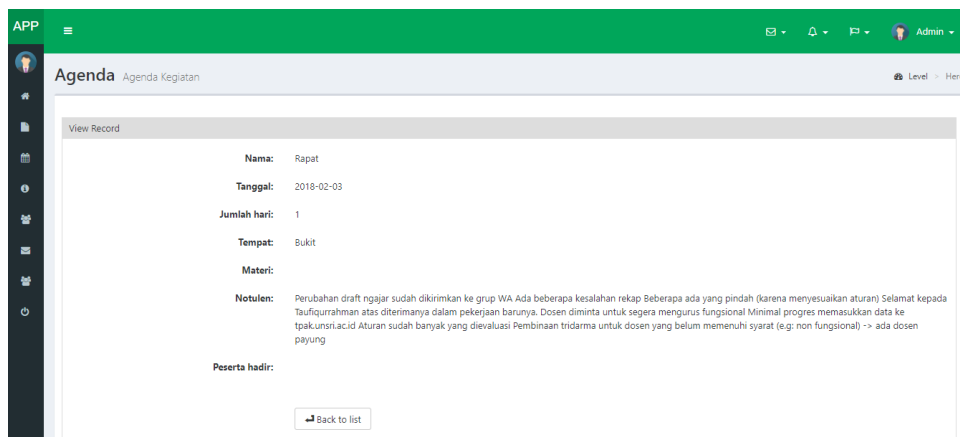 APP
Admin
Agenda Agenda Kegiatan
Level > Her
View Record
Nama: Rapat
Tanggal: 2018-02-03
Jumlah hari: 1
Tempat: Bukit
Materi:
Notulen: Perubahan draft ngajar sudah dikirimkan ke grup WA Ada beberapa kesalahan rekap Beberapa ada yang pindah (karena menyesuaikan aturan) Selamat kepada
Taufiqurrahman atas diterimanya dalam pekerjaan barunya. Dosen diminta untuk segera mengurus fungsional Minimal progres memasukkan data ke
tpak.unsri.ac.id Aturan sudah banyak yang dievaluasi Pembinaan tridarma untuk dosen yang belum memenuhi syarat (e.g: non fungsional) -> ada dosen
payung
Peserta hadir:
Back to list